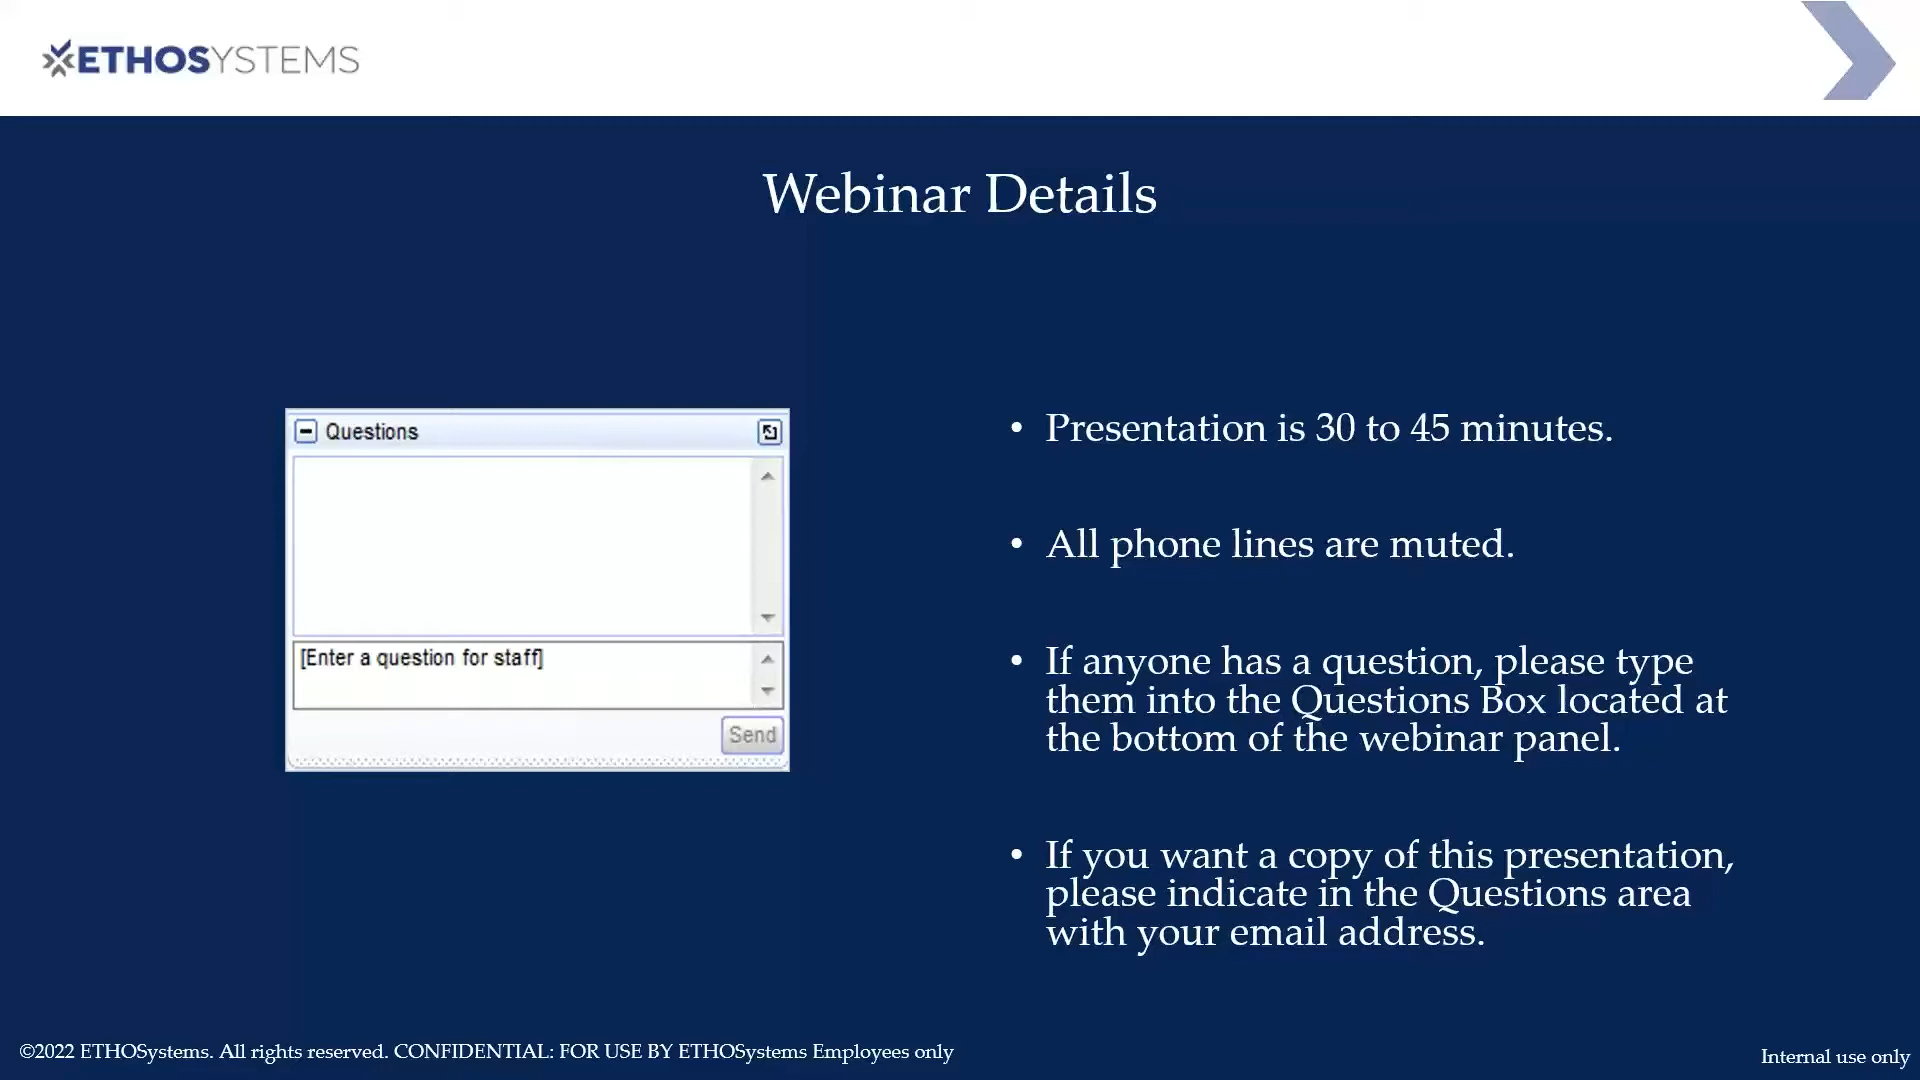 ETHOSYSTEMS
Webinar Details
Questions
[Enter a question for staff]
Send
• Presentation is 30 to 45 minutes.
• All phone lines are muted.
• If anyone has a question, please type
them into the Questions Box located at
the bottom of the webinar panel.
• If you want a copy of this presentation,
please indicate in the Questions area
with your email address.
©2022 ETHOSystems. All rights reserved. CONFIDENTIAL: FOR USE BY ETHOSystems Employees only
Internal use only